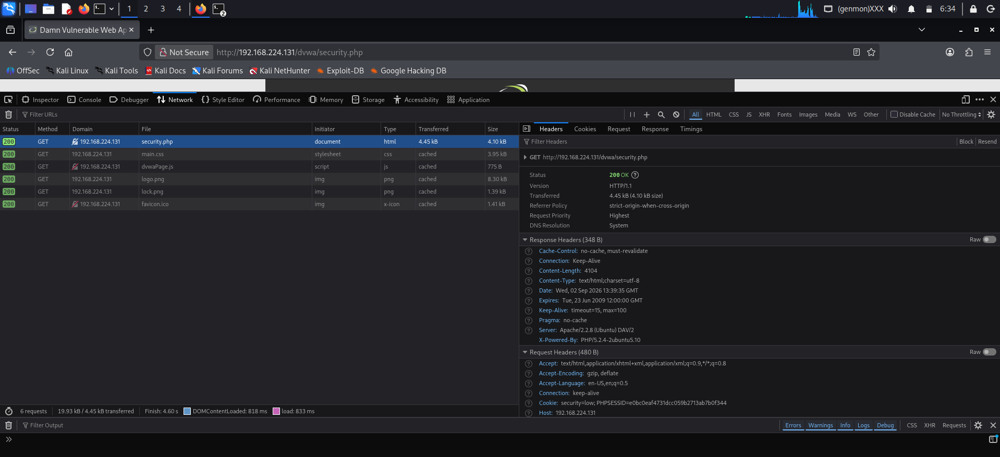 1 2 3 4 2 (genmon)XXX 6:34
Damn Vulnerable Web Ap
Not Secure http://192.168.224.131/dvwa/security.php
OffSec Kali Linux Kali Tools Kali Docs Kali Forums Kali NetHunter Exploit-DB Google Hacking DB
Inspector Console Debugger Network Style Editor Performance Memory Storage Accessibility Application
Filter URLs All HTML CSS JS XHR Fonts Images Media WS Other Disable Cache No Throttling
Status Method Domain File Initiator Type Transferred Size
200 GET 192.168.224.131 security.php document html 4.45 kB 4.10 kB
200 GET 192.168.224.131 main.css stylesheet css cached 3.95 kB
200 GET 192.168.224.131 dvwaPage.js script js cached 775 B
200 GET 192.168.224.131 logo.png img png cached 8.30 kB
200 GET 192.168.224.131 lock.png img png cached 1.39 kB
200 GET 192.168.224.131 favicon.ico img x-icon cached 1.41 kB
6 requests 19.93 kB / 4.45 kB transferred Finish: 4.60 s DOMContentLoaded: 818 ms load: 833 ms
Headers Cookies Request Response Timings
Filter Headers Block Resend
GET http://192.168.224.131/dvwa/security.php
Status 200 OK
Version HTTP/1.1
Transferred 4.45 kB (4.10 kB size)
Referrer Policy strict-origin-when-cross-origin
Request Priority Highest
DNS Resolution System
Response Headers (348 B) Raw
Cache-Control: no-cache, must-revalidate
Connection: Keep-Alive
Content-Length: 4104
Content-Type: text/html;charset=utf-8
Date: Wed, 02 Sep 2026 13:39:35 GMT
Expires: Tue, 23 Jun 2009 12:00:00 GMT
Keep-Alive: timeout=15, max=100
Pragma: no-cache
Server: Apache/2.2.8 (Ubuntu) DAV/2
X-Powered-By: PHP/5.2.4-2ubuntu5.10
Request Headers (480 B) Raw
Accept: text/html,application/xhtml+xml,application/xml;q=0.9,*/*;q=0.8
Accept-Encoding: gzip, deflate
Accept-Language: en-US,en;q=0.5
Connection: keep-alive
Cookie: security=low; PHPSESSID=e0bc0eaf4731dcc059b2713ab7b0f344
Host: 192.168.224.131
Filter Output Errors Warnings Info Logs Debug CSS XHR Requests